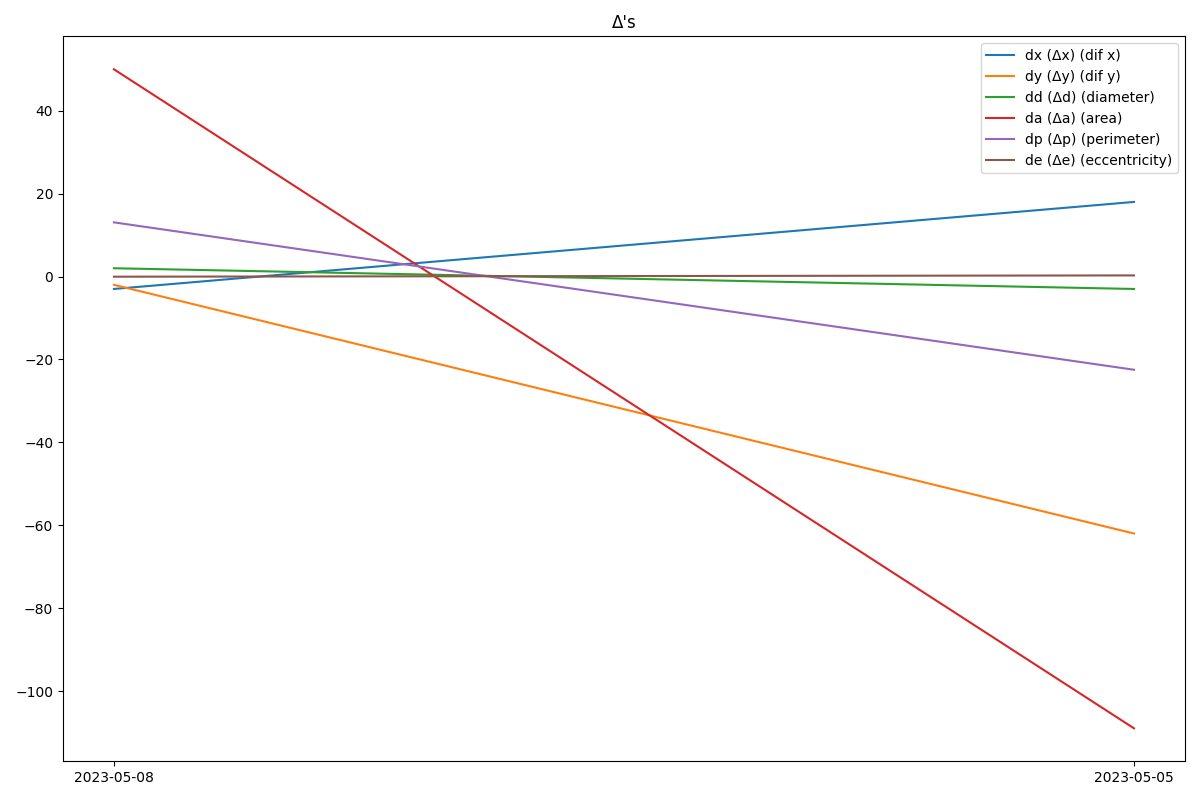 Δ's
dx (Δx) (dif x)
dy (Δy) (dif y)
dd (Δd) (diameter)
da (Δa) (area)
dp (Δp) (perimeter)
de (Δe) (eccentricity)
40
20
0
−20
−40
−60
−80
−100
2023-05-08 2023-05-05